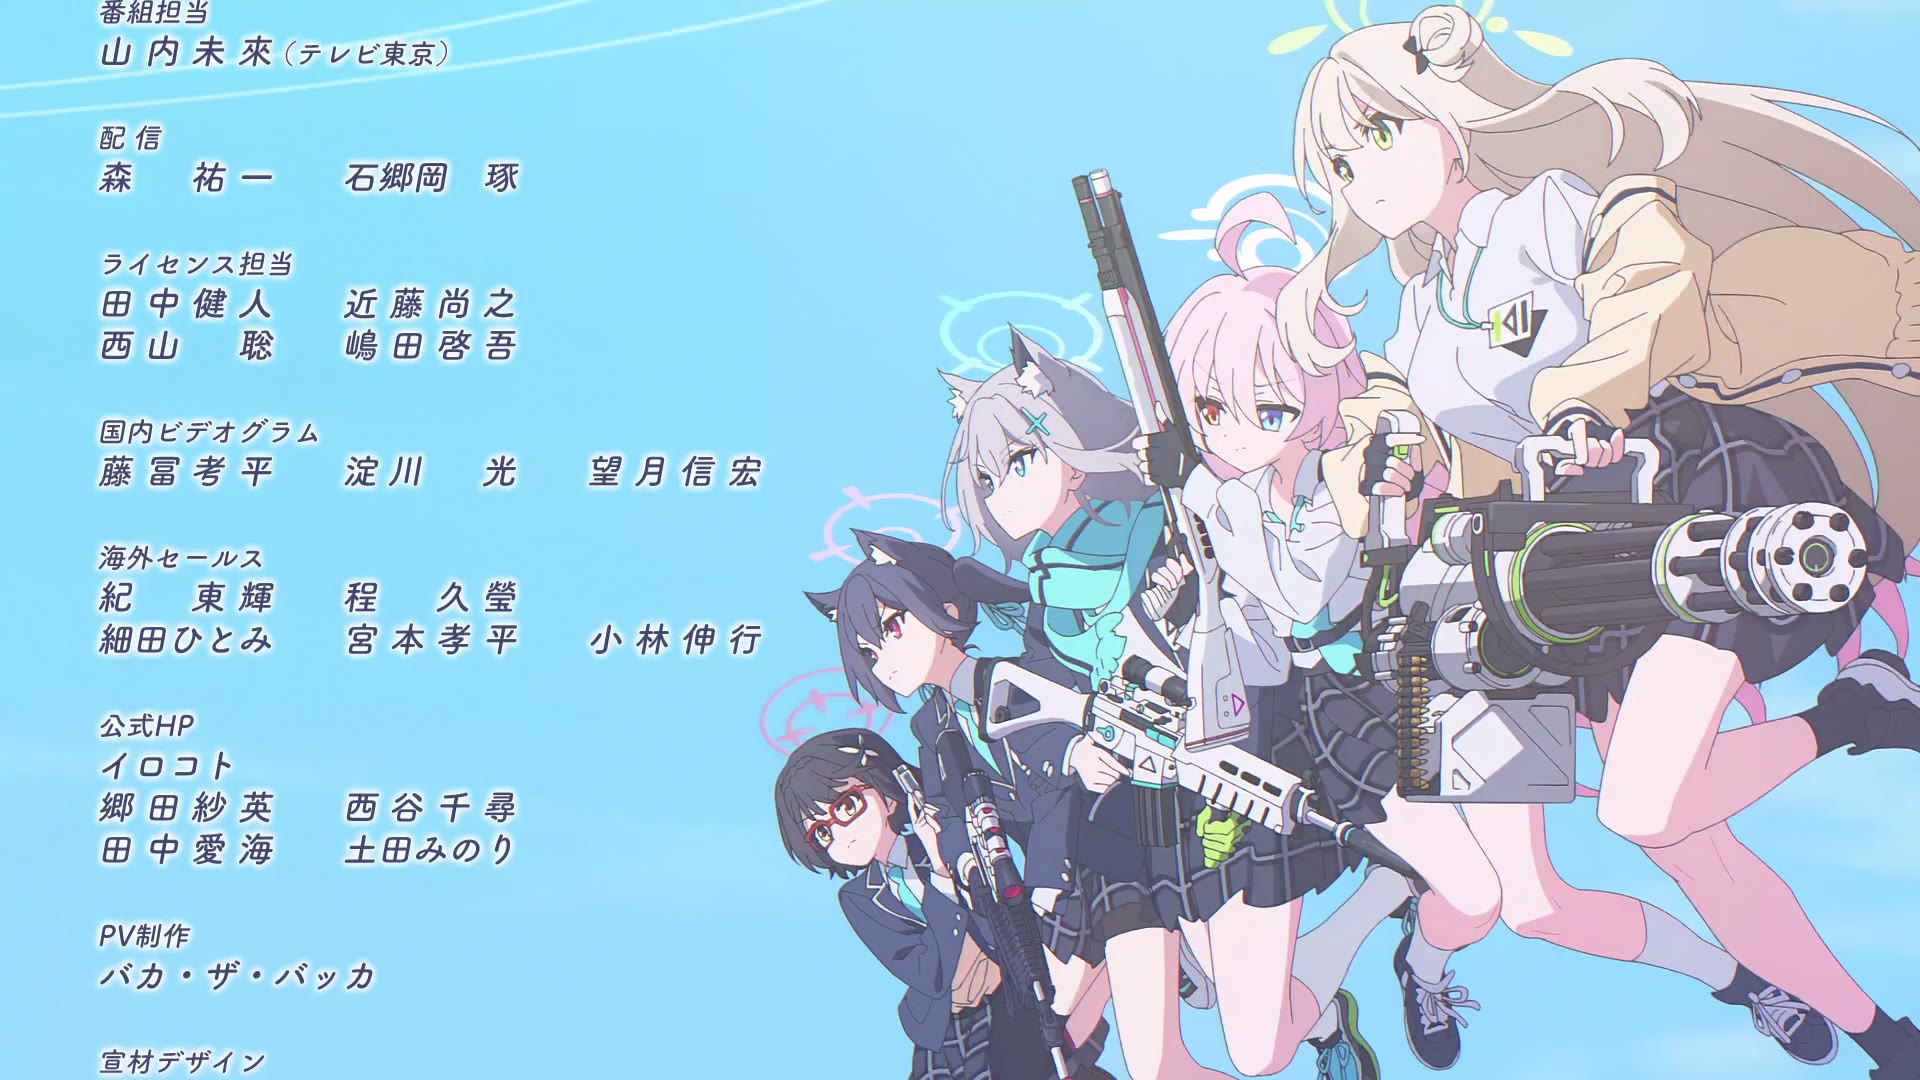 番組担当
山内未來（テレビ東京）
配信
森 祐一 石郷岡 琢
ライセンス担当
田中健人 近藤尚之
西山 聡 嶋田啓吾
国内ビデオグラム
藤冨考平 淀川 光 望月信宏
海外セールス
紀 東輝 程 久瑩
細田ひとみ 宮本孝平 小林伸行
公式HP
イロコト
郷田紗英 西谷千尋
田中愛海 土田みのり
PV制作
バカ・ザ・バッカ
宣材デザイン